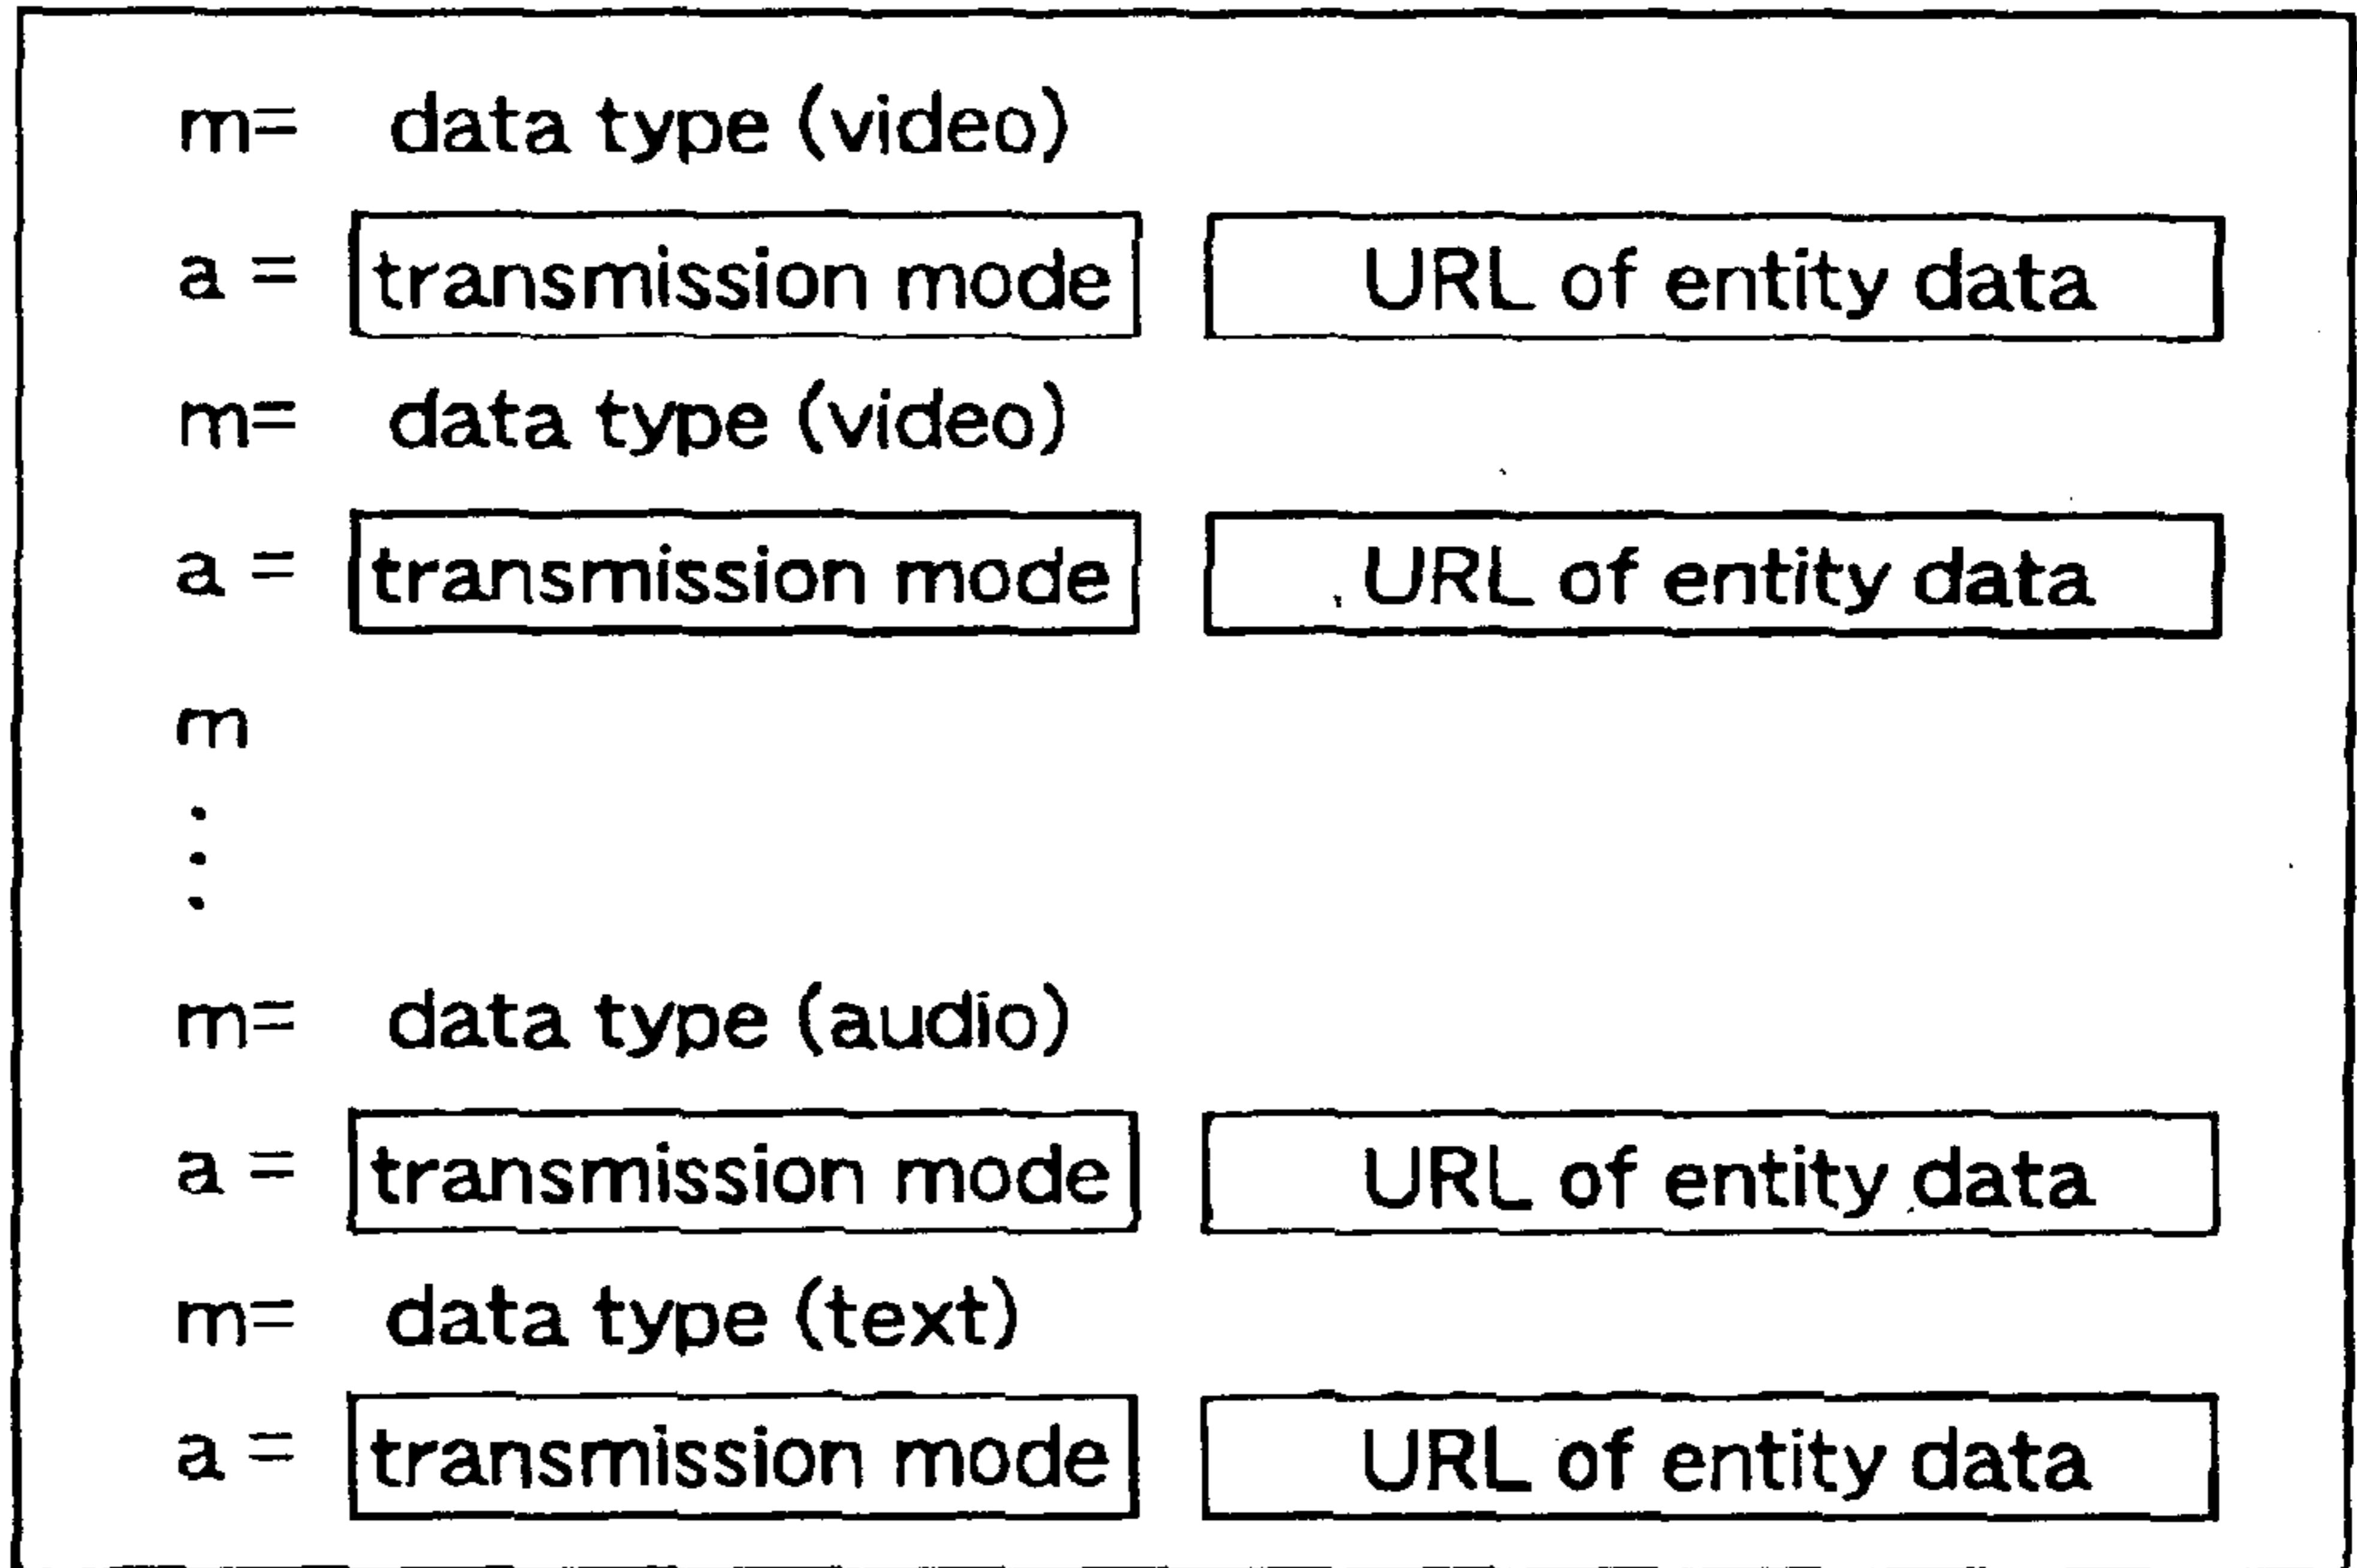 m= data type (video)
a = transmission mode URL of entity data
m= data type (video)
a = transmission mode URL of entity data
m
⋮
m= data type (audio)
a = transmission mode URL of entity data
m= data type (text)
a = transmission mode URL of entity data